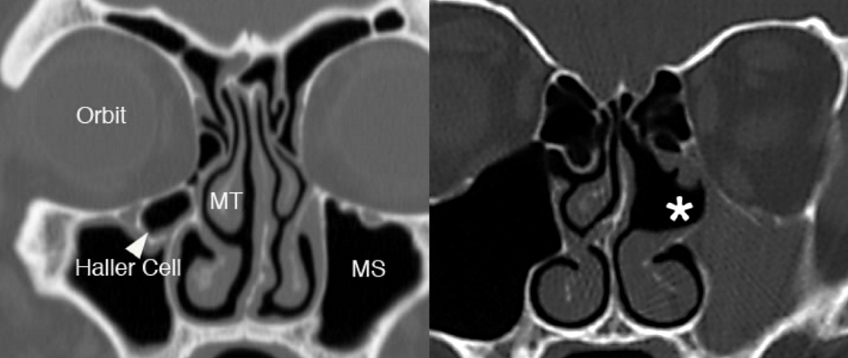 Orbit
MT
Haller Cell
MS
*